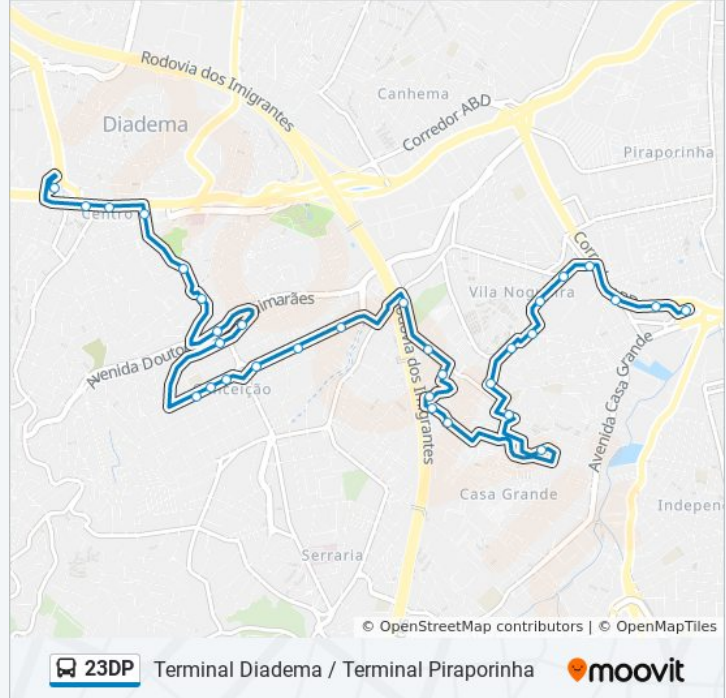 Rodovia dos Imigrantes
Canhema
Corredor ABD
Diadema
Piraporinha
Centro
Vila Nogueira
Guimarães
Avenida Douto
Rodovia dos Imigrantes
Conceição
Avenida Casa Grande
Casa Grande
Indepen
Serraria
© OpenStreetMap contributors | © OpenMapTiles
23DP Terminal Diadema / Terminal Piraporinha moovit